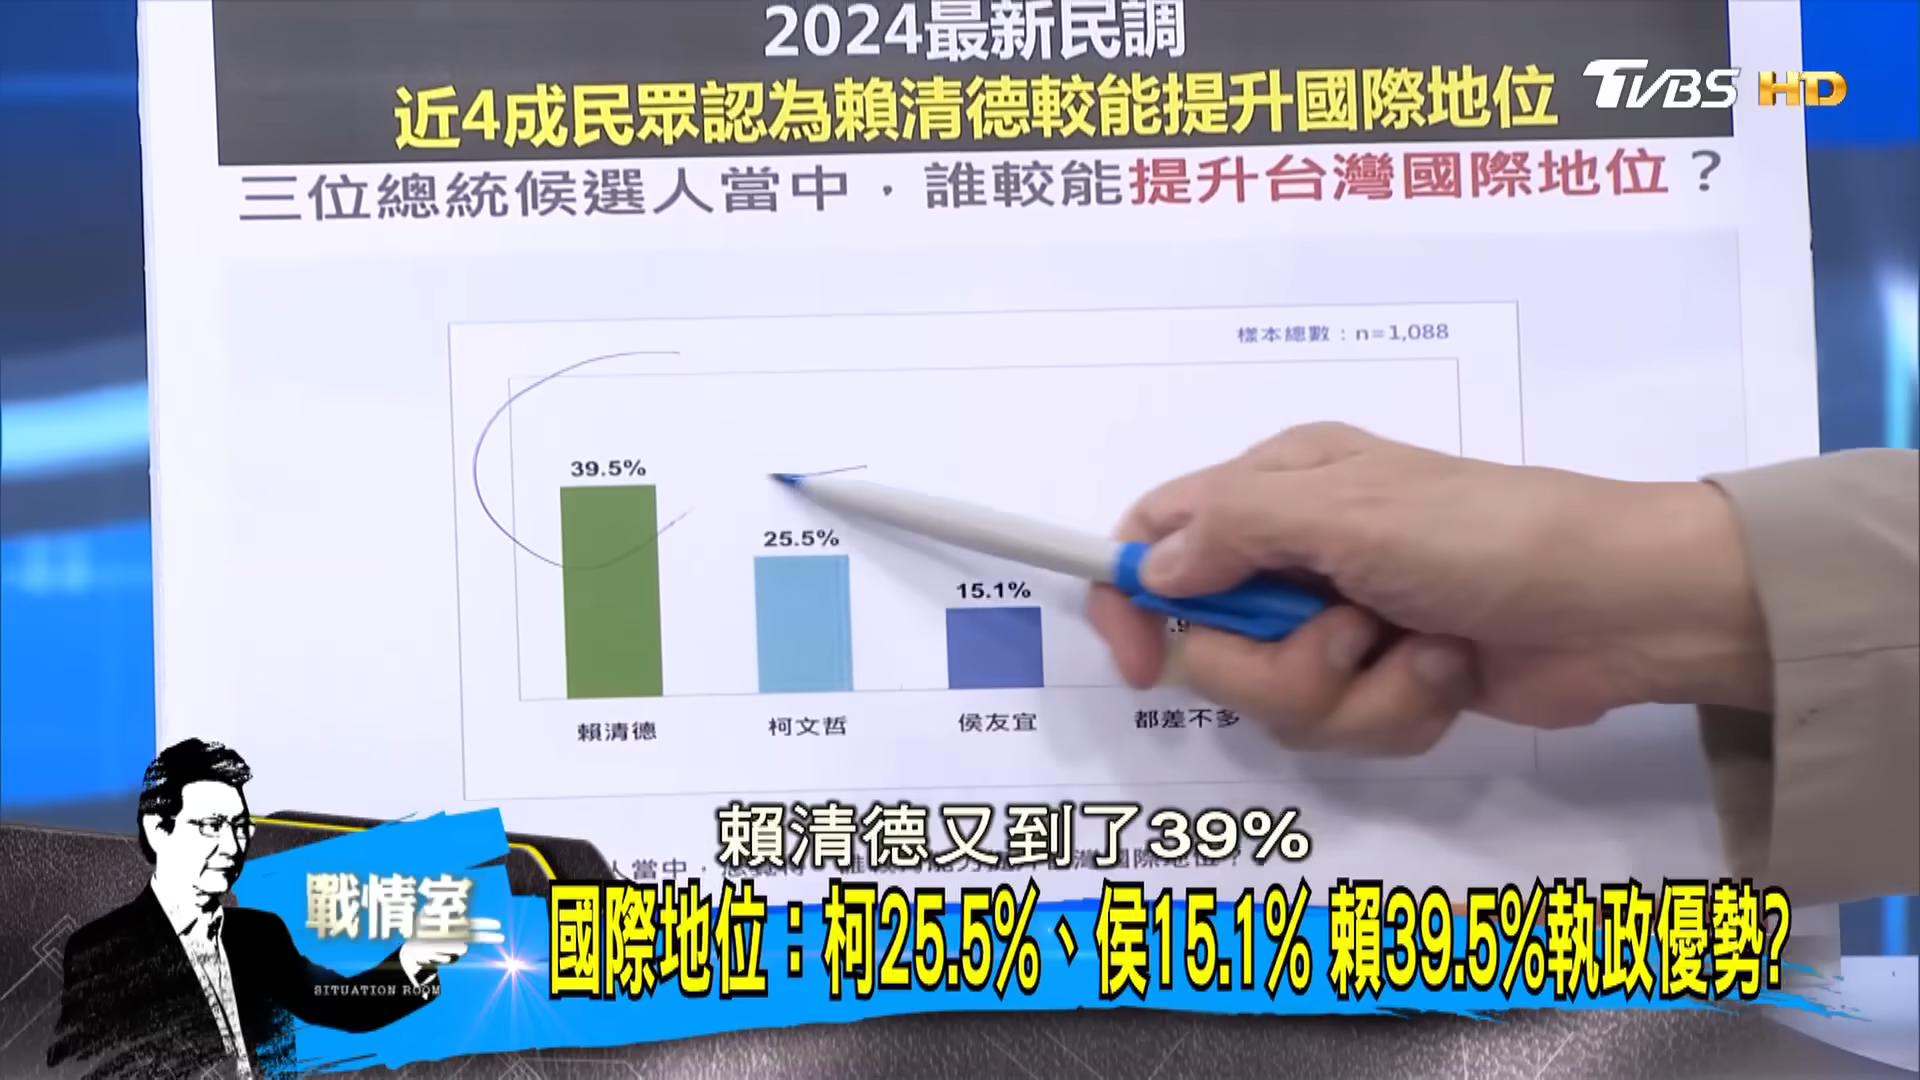 2024最新民調
近4成民眾認為賴清德較能提升國際地位
TVBS HD
三位總統候選人當中，誰較能提升台灣國際地位？
樣本總數：n=1,088
39.5%
25.5%
15.1%
賴清德
柯文哲
侯友宜
都差不多
賴清德又到了39%
國際地位：柯25.5%、侯15.1% 賴39.5%執政優勢?
戰情室
SITUATION ROOM